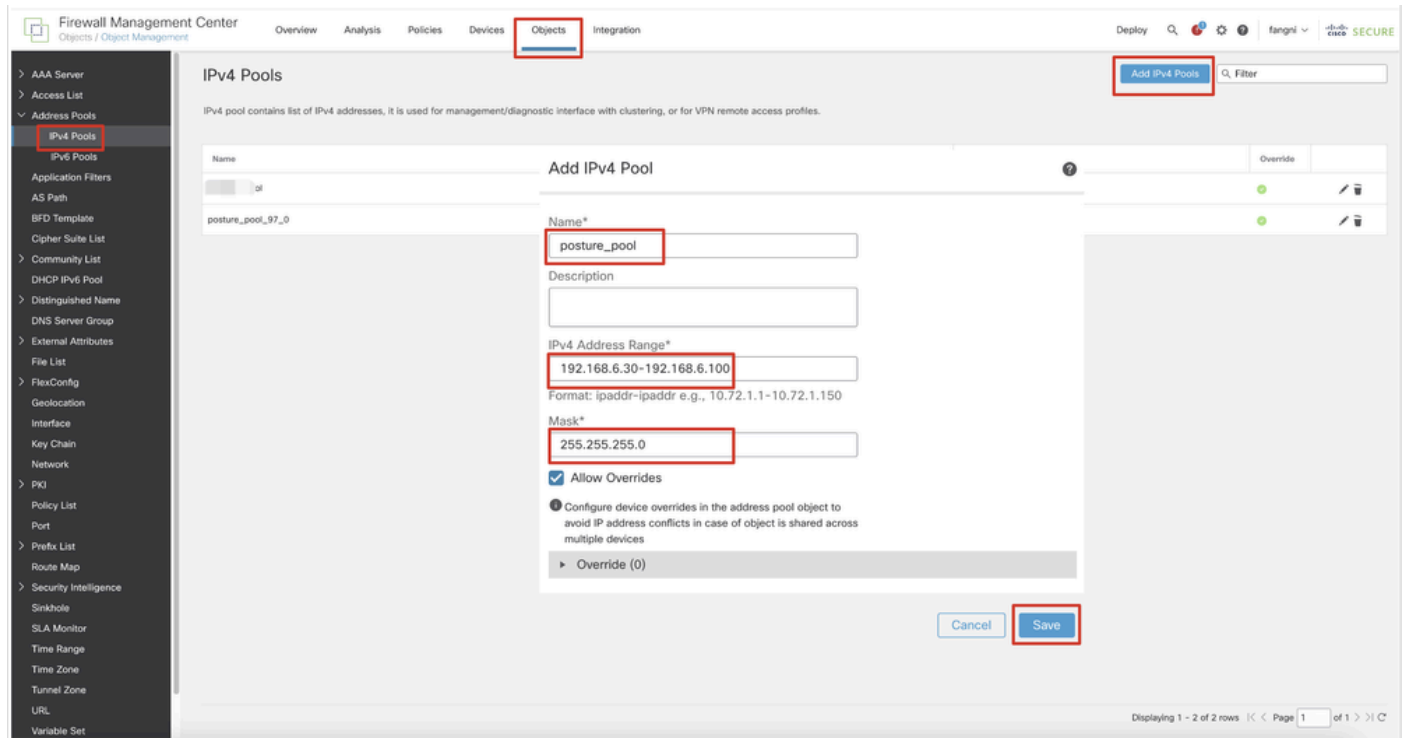 Firewall Management Center
Objects / Object Management
Overview Analysis Policies Devices Objects Integration
Deploy fangni cisco SECURE
AAA Server
Access List
Address Pools
IPv4 Pools
IPv6 Pools
Application Filters
AS Path
BFD Template
Cipher Suite List
Community List
DHCP IPv6 Pool
Distinguished Name
DNS Server Group
External Attributes
File List
FlexConfig
Geolocation
Interface
Key Chain
Network
PKI
Policy List
Port
Prefix List
Route Map
Security Intelligence
Sinkhole
SLA Monitor
Time Range
Time Zone
Tunnel Zone
URL
Variable Set
IPv4 Pools
Add IPv4 Pools
Filter
IPv4 pool contains list of IPv4 addresses, it is used for management/diagnostic interface with clustering, or for VPN remote access profiles.
Name
Override
ol
posture_pool_97_0
Add IPv4 Pool
Name*
posture_pool
Description
IPv4 Address Range*
192.168.6.30-192.168.6.100
Format: ipaddr-ipaddr e.g., 10.72.1.1-10.72.1.150
Mask*
255.255.255.0
Allow Overrides
Configure device overrides in the address pool object to
avoid IP address conflicts in case of object is shared across
multiple devices
Override (0)
Cancel
Save
Displaying 1 - 2 of 2 rows |< < Page 1 of 1 > >|